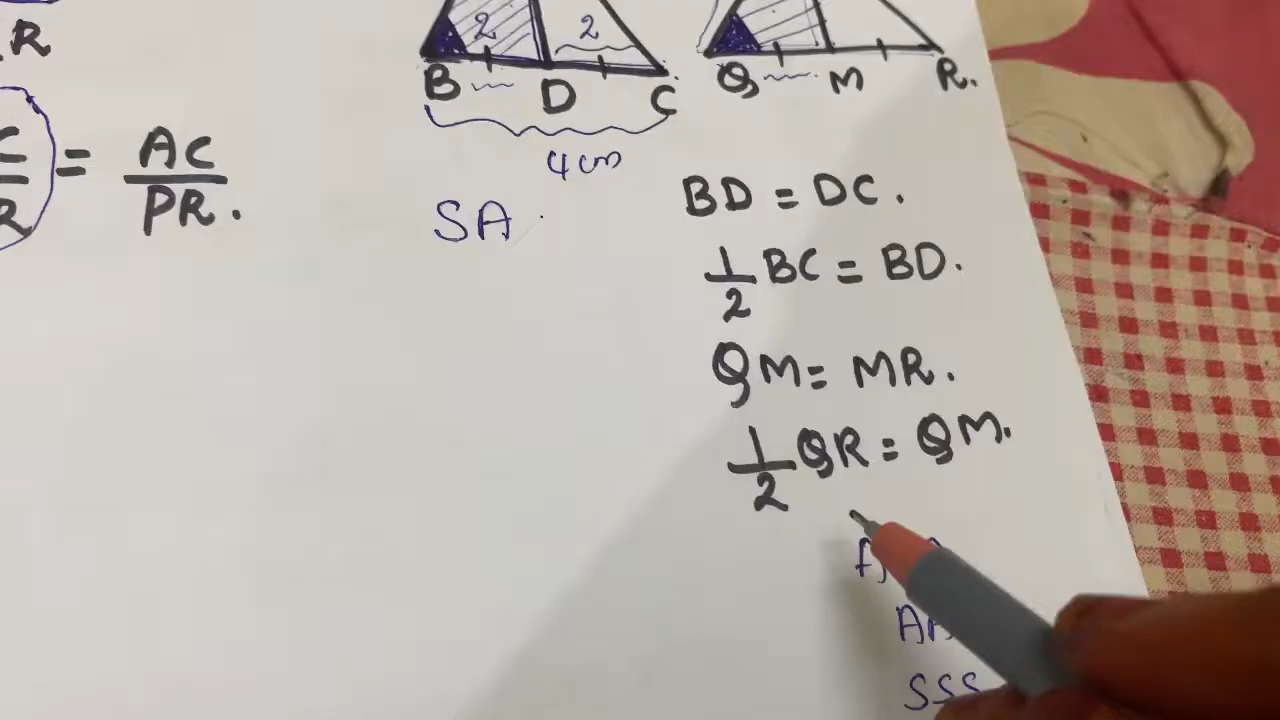 .R
C/R = AC/PR.
2 2
B D C
4cm
SA
Q M R.
BD = DC.
1/2 BC = BD.
QM = MR.
1/2 QR = QM.
SSS